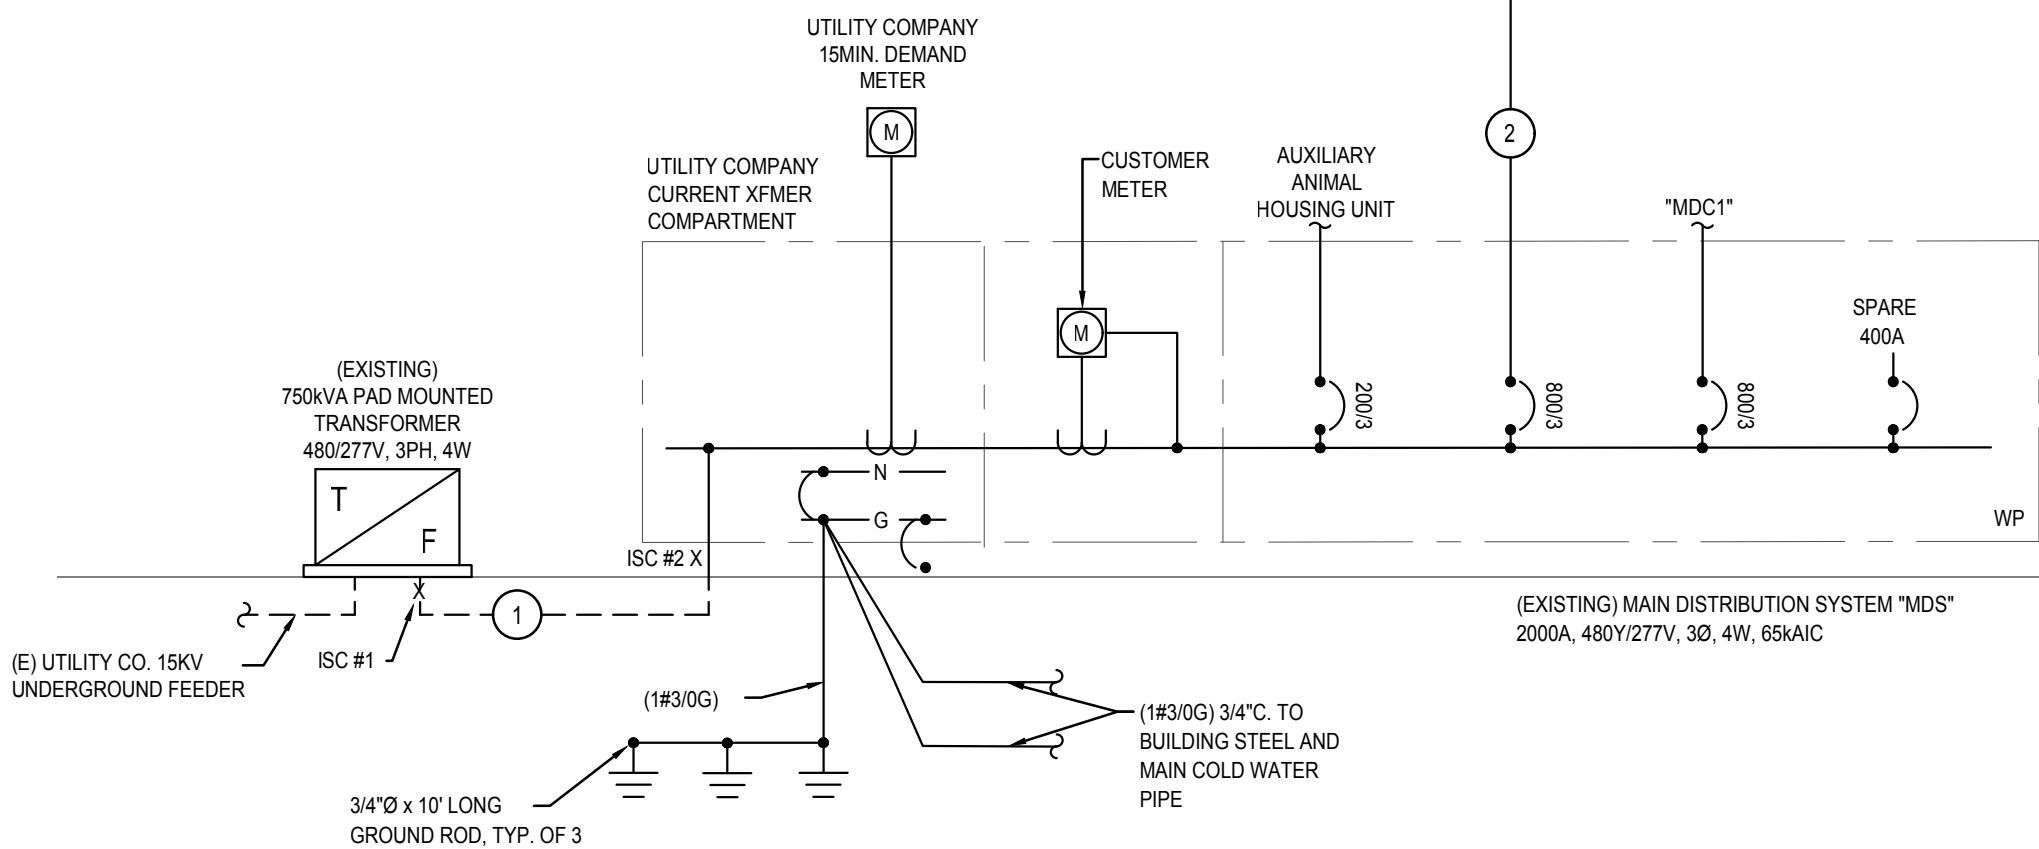 UTILITY COMPANY
15MIN. DEMAND
METER
M
2
UTILITY COMPANY
CURRENT XFMER
COMPARTMENT
CUSTOMER
METER
AUXILIARY
ANIMAL
HOUSING UNIT
"MDC1"
M
SPARE
400A
(EXISTING)
750kVA PAD MOUNTED
TRANSFORMER
480/277V, 3PH, 4W
200/3
800/3
800/3
T
F
N
G
WP
ISC #2 X
X
1
(EXISTING) MAIN DISTRIBUTION SYSTEM "MDS"
2000A, 480Y/277V, 3Ø, 4W, 65kAIC
(E) UTILITY CO. 15KV
UNDERGROUND FEEDER
ISC #1
(1#3/0G)
(1#3/0G) 3/4"C. TO
BUILDING STEEL AND
MAIN COLD WATER
PIPE
3/4"Ø x 10' LONG
GROUND ROD, TYP. OF 3